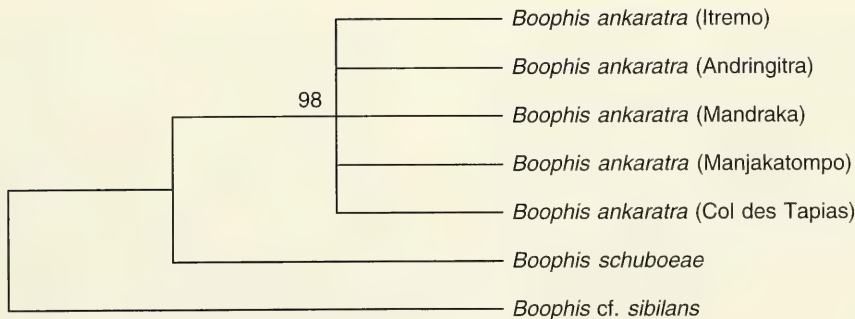 Boophis ankaratra (Itremo)
Boophis ankaratra (Andringitra)
98
Boophis ankaratra (Mandraka)
Boophis ankaratra (Manjakatompo)
Boophis ankaratra (Col des Tapias)
Boophis schuboeae
Boophis cf. sibilans